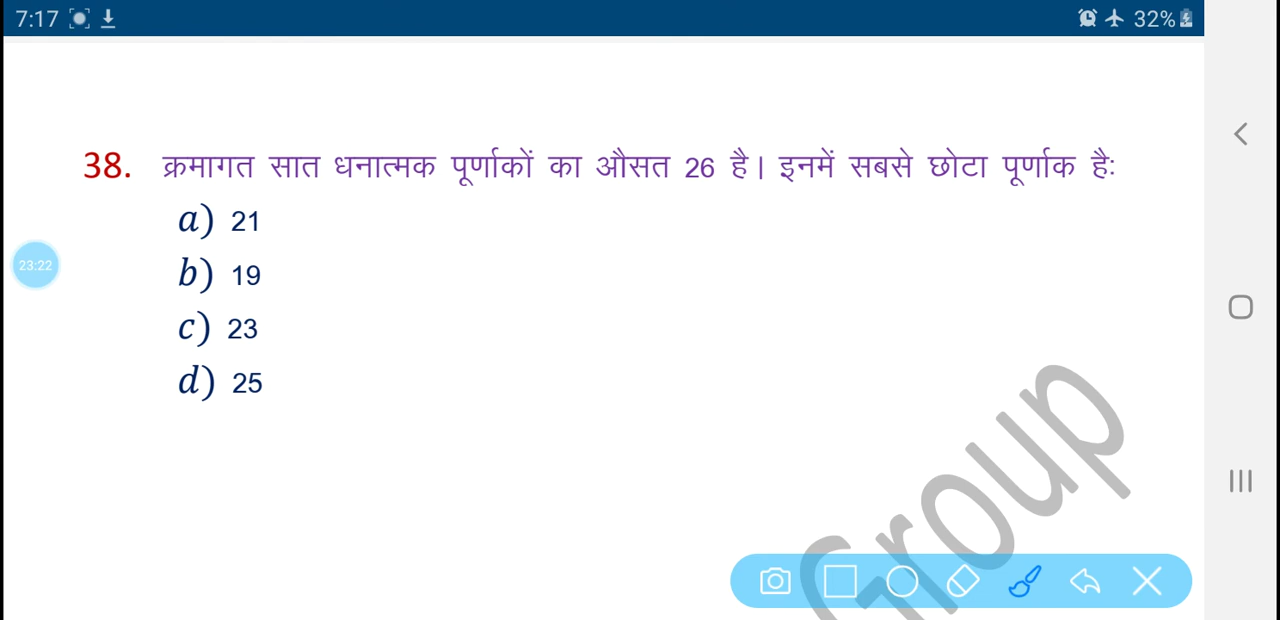 7:17 32%
38. क्रमागत सात धनात्मक पूर्णाकों का औसत 26 है। इनमें सबसे छोटा पूर्णाक है:
a) 21
23:22
b) 19
c) 23
d) 25
Group